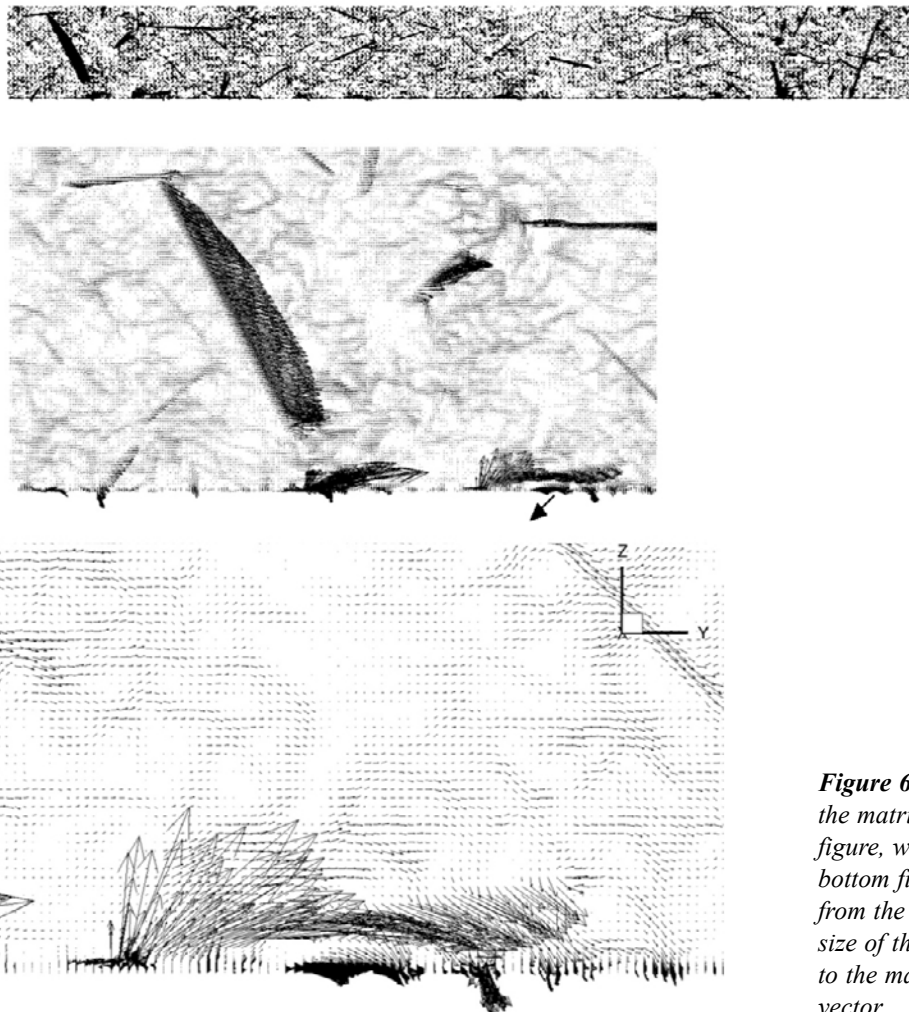 Z
X
Y
Figure 6
the matri
figure, w
bottom fi
from the
size of th
to the ma
vector